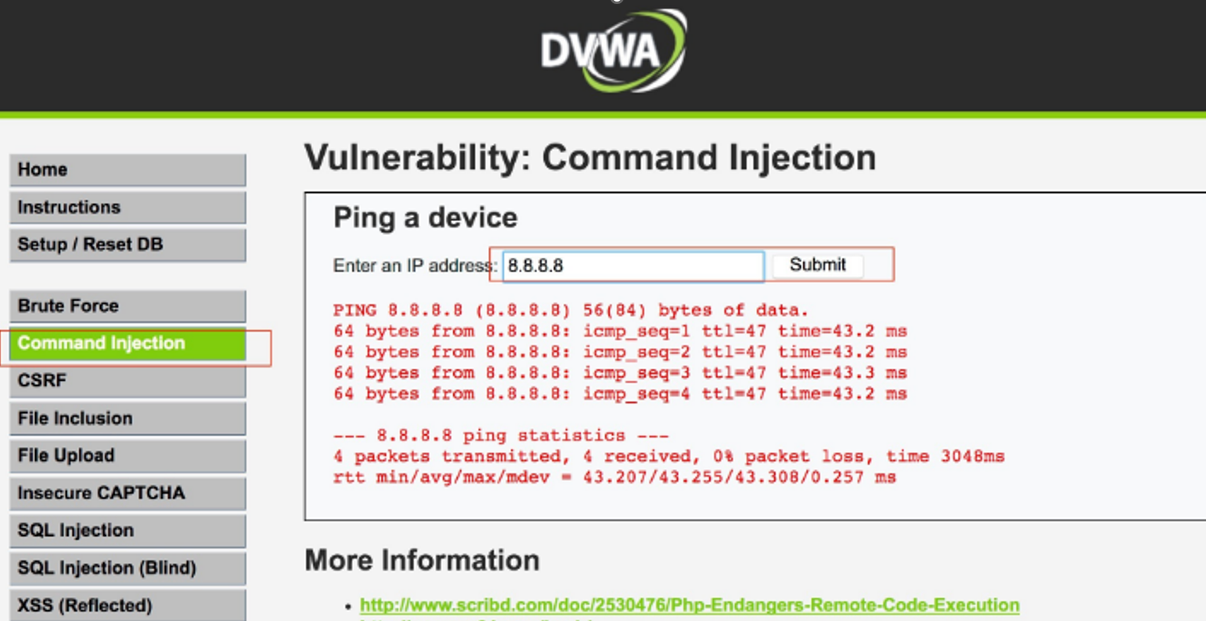 DVWA
Home
Instructions
Setup / Reset DB
Brute Force
Command Injection
CSRF
File Inclusion
File Upload
Insecure CAPTCHA
SQL Injection
SQL Injection (Blind)
XSS (Reflected)
Vulnerability: Command Injection
Ping a device
Enter an IP address: 8.8.8.8 Submit
PING 8.8.8.8 (8.8.8.8) 56(84) bytes of data.
64 bytes from 8.8.8.8: icmp_seq=1 ttl=47 time=43.2 ms
64 bytes from 8.8.8.8: icmp_seq=2 ttl=47 time=43.2 ms
64 bytes from 8.8.8.8: icmp_seq=3 ttl=47 time=43.3 ms
64 bytes from 8.8.8.8: icmp_seq=4 ttl=47 time=43.2 ms
--- 8.8.8.8 ping statistics ---
4 packets transmitted, 4 received, 0% packet loss, time 3048ms
rtt min/avg/max/mdev = 43.207/43.255/43.308/0.257 ms
More Information
http://www.scribd.com/doc/2530476/Php-Endangers-Remote-Code-Execution